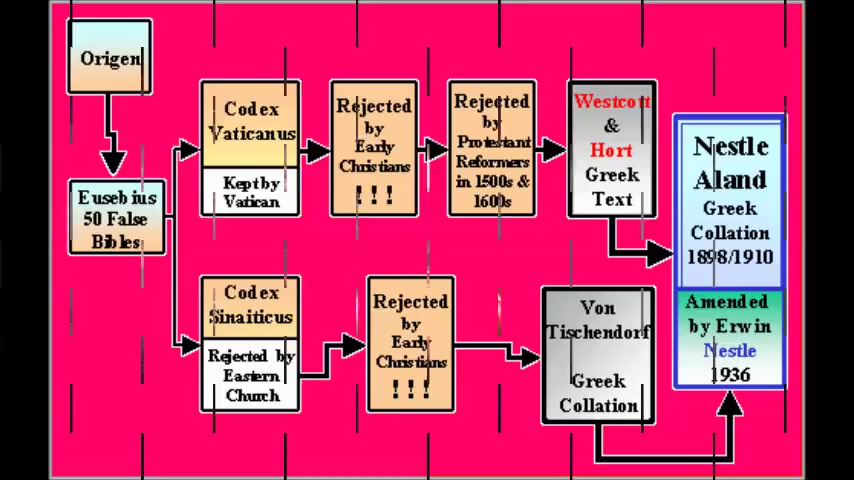 Origen
Eusebius
50 False
Bibles
Codex
Vaticanus
Kept by
Vatican
Rejected
by
Early
Christians
! ! !
Rejected
by
Protestant
Reformers
in 1500s &
1600s
Westcott
&
Hort
Greek
Text
Nestle
Aland
Greek
Collation
1898/1910
Amended
by Erwin
Nestle
1936
Codex
Sinaiticus
Rejected by
Eastern
Church
Rejected
by
Early
Christians
! ! !
Von
Tischendorf
Greek
Collation